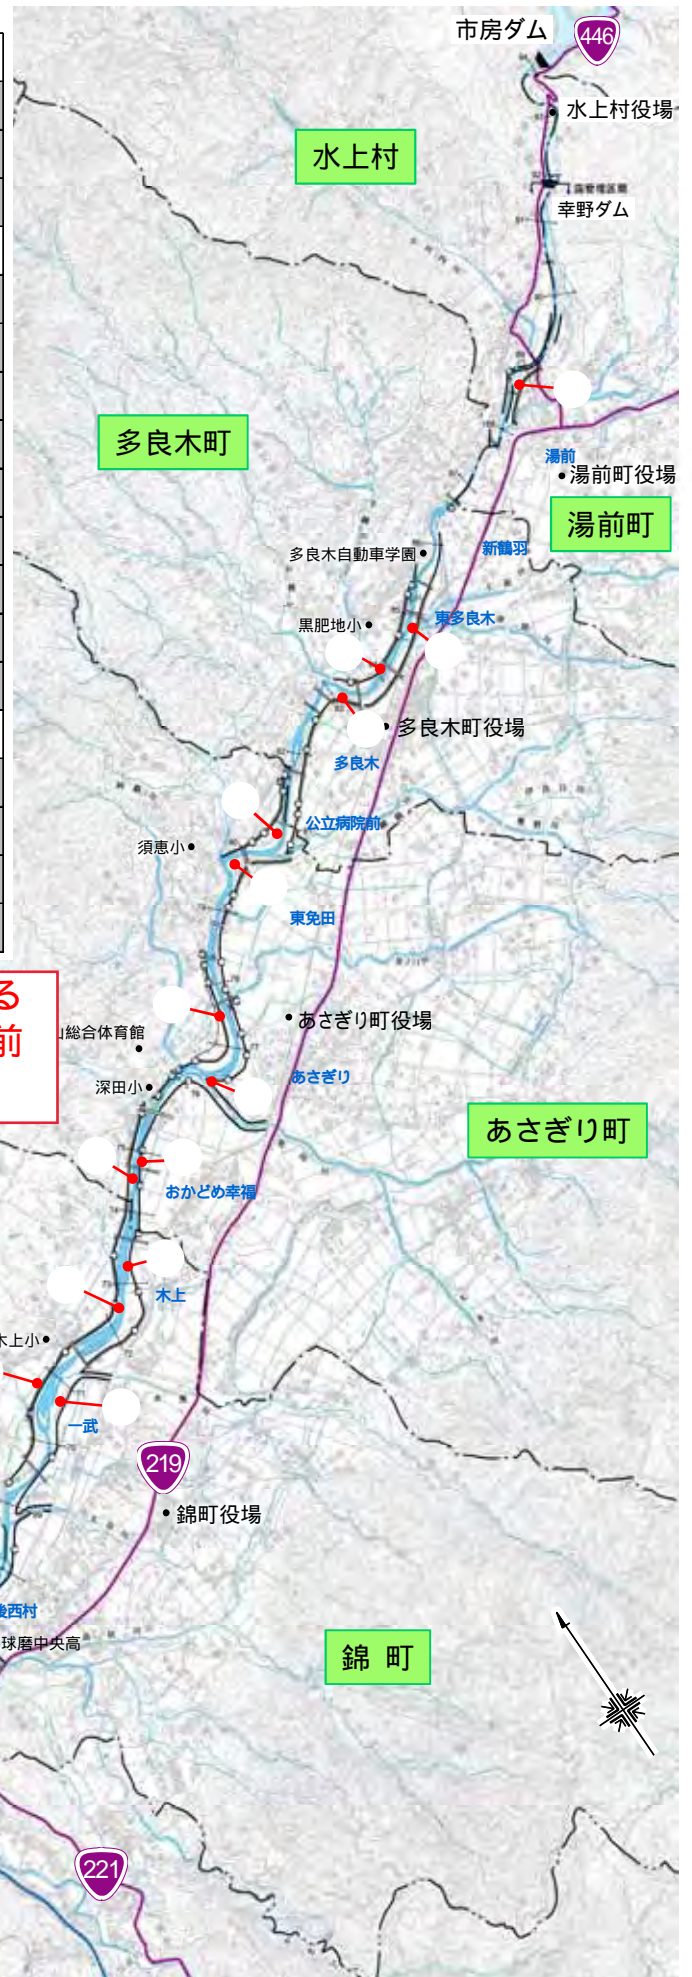 市房ダム
446
水上村役場
水上村
幸野ダム
多良木町
湯前
湯前町役場
湯前町
新鶴羽
多良木自動車学園
東多良木
黒肥地小
多良木町役場
多良木
公立病院前
須恵小
東免田
る
前
あさぎり町役場
山総合体育館
あさぎり
深田小
あさぎり町
おかどめ幸福
木上
木上小
一武
219
錦町役場
後西村
球磨中央高
錦 町
221